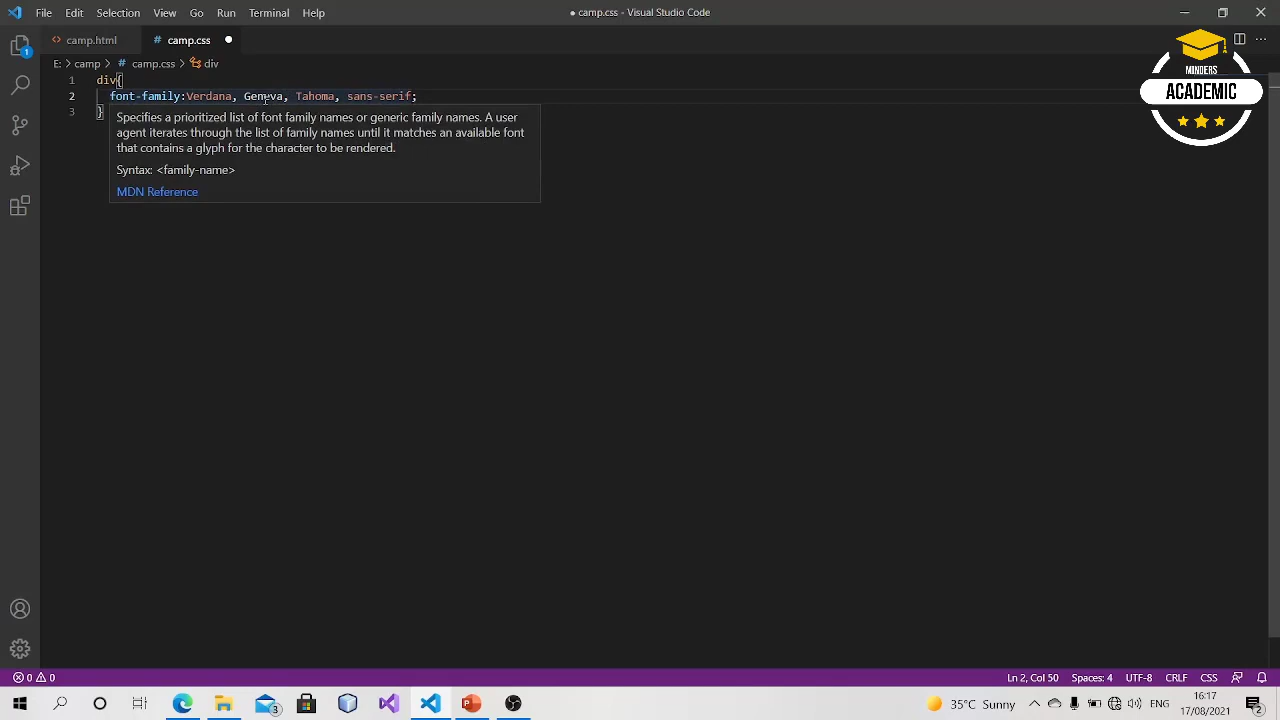 File Edit Selection View Go Run Terminal Help
● camp.css - Visual Studio Code
camp.html
# camp.css
E: > camp > # camp.css > div
MINDERS
ACADEMIC
1 div{
2 font-family:Verdana, Geneva, Tahoma, sans-serif;
3 }
Specifies a prioritized list of font family names or generic family names. A user
agent iterates through the list of family names until it matches an available font
that contains a glyph for the character to be rendered.
Syntax: <family-name>
MDN Reference
1
0 0
Ln 2, Col 50 Spaces: 4 UTF-8 CRLF CSS
3
35°C Sunny
ENG
16:17
17/08/2021
2